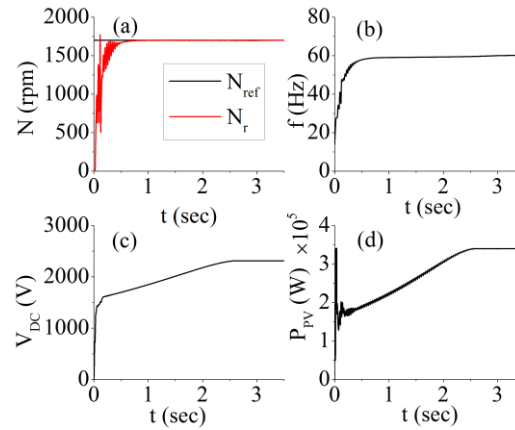 (a)
2000
1500
1000
500
0
N (rpm)
N_ref
N_r
0 1 2 3
t (sec)
(b)
80
60
40
20
0
f (Hz)
0 1 2 3
t (sec)
(c)
3000
2000
1000
0
V_DC (V)
0 1 2 3
t (sec)
(d)
4
3
2
1
0
P_PV (W) ×10^5
0 1 2 3
t (sec)